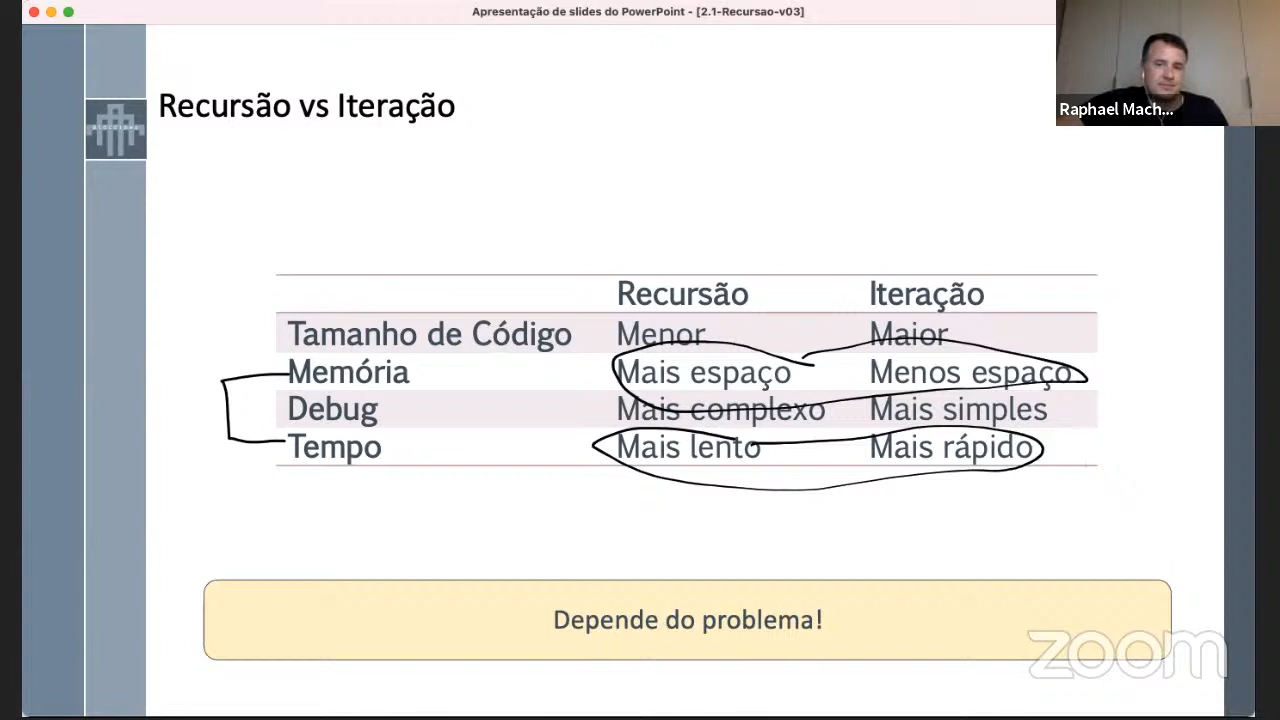 Apresentação de slides do PowerPoint - [2.1-Recursao-v03]
Raphael Mach...
Recursão vs Iteração
Recursão Iteração
Tamanho de Código Menor Maior
Memória Mais espaço Menos espaço
Debug Mais complexo Mais simples
Tempo Mais lento Mais rápido
Depende do problema!
zoom